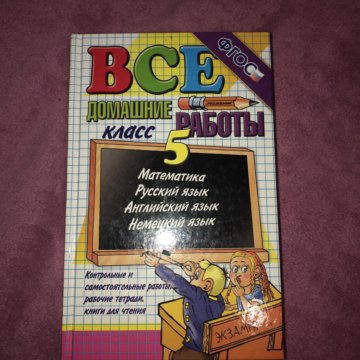 ВСЕ
ФГОС
ДОМАШНИЕ
РАБОТЫ
КЛАСС
5
Математика
Русский язык
Английский язык
Немецкий язык
Контрольные и
самостоятельные работы,
рабочие тетради,
книги для чтения